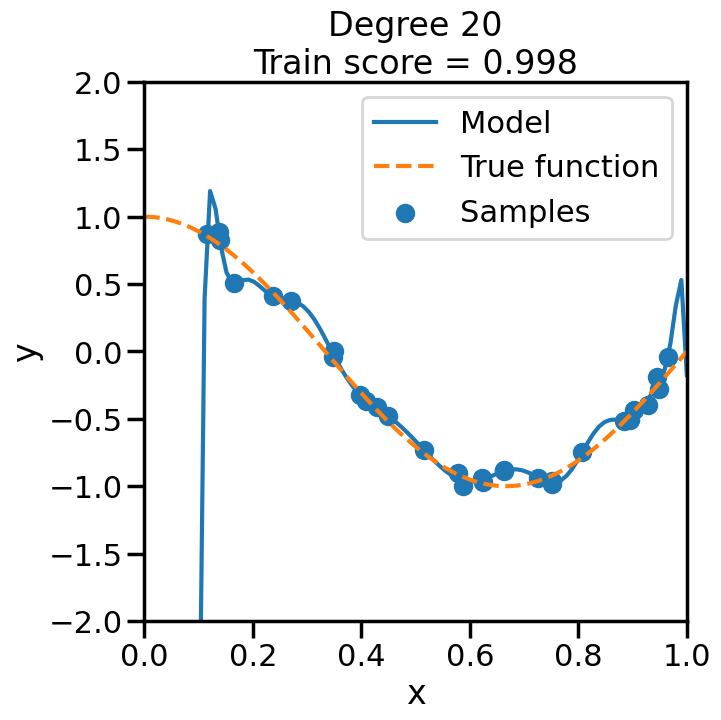 Degree 20
Train score = 0.998
Model
True function
Samples
y
2.0
1.5
1.0
0.5
0.0
−0.5
−1.0
−1.5
−2.0
0.0 0.2 0.4 0.6 0.8 1.0
x